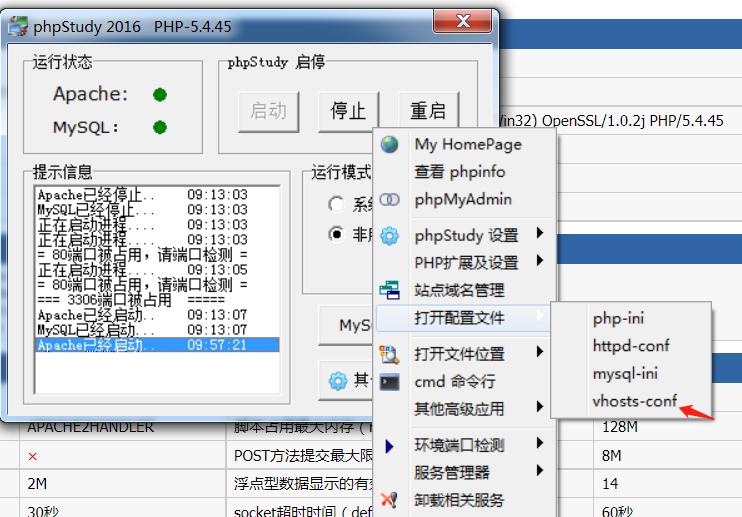 phpStudy 2016 PHP-5.4.45
运行状态
Apache:
MySQL:
phpStudy 启停
启动
停止
重启
/in32) OpenSSL/1.0.2j PHP/5.4.45
提示信息
Apache已经停止.. 09:13:03
MySQL已经停止... 09:13:03
正在启动进程.... 09:13:03
正在启动进程.... 09:13:03
= 80端口被占用，请端口检测 =
正在启动进程.... 09:13:05
= 80端口被占用，请端口检测 =
=== 3306端口被占用 =====
Apache已经启动.. 09:13:07
MySQL已经启动... 09:13:07
Apache已经启动.. 09:57:21
运行模式
系统
非服
MyS
其他
My HomePage
查看 phpinfo
phpMyAdmin
phpStudy 设置
PHP扩展及设置
站点域名管理
打开配置文件
打开文件位置
cmd 命令行
其他高级应用
环境端口检测
服务管理器
卸载相关服务
php-ini
httpd-conf
mysql-ini
vhosts-conf
APACHE2HANDLER
脚本占用最大内存
128M
×
POST方法提交最大限
8M
2M
浮点型数据显示的有效
14
30秒
socket超时时间（def
60秒